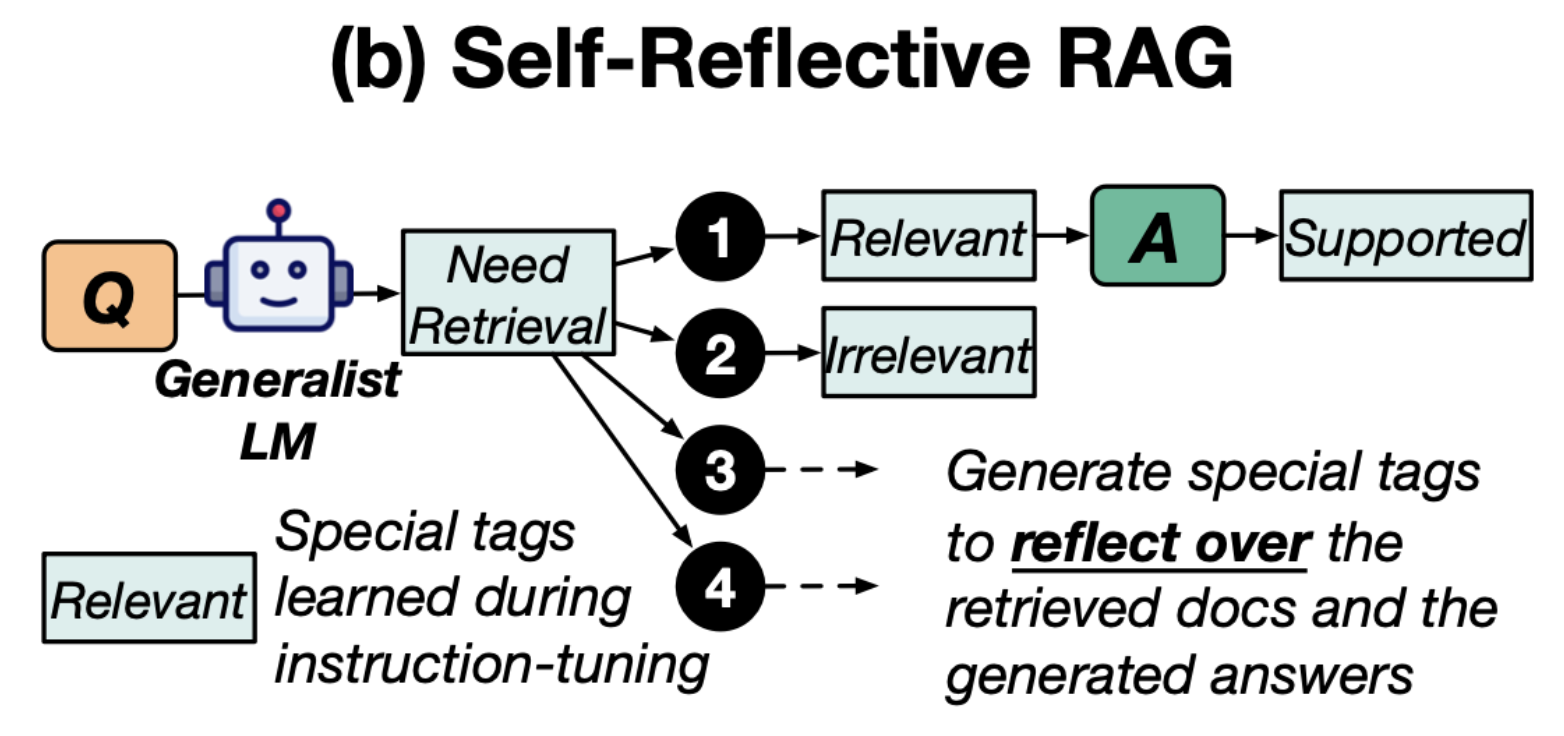 (b) Self-Reflective RAG
Q
Generalist
LM
Need
Retrieval
1
Relevant
A
Supported
2
Irrelevant
3
4
Generate special tags
to reflect over the
retrieved docs and the
generated answers
Relevant
Special tags
learned during
instruction-tuning